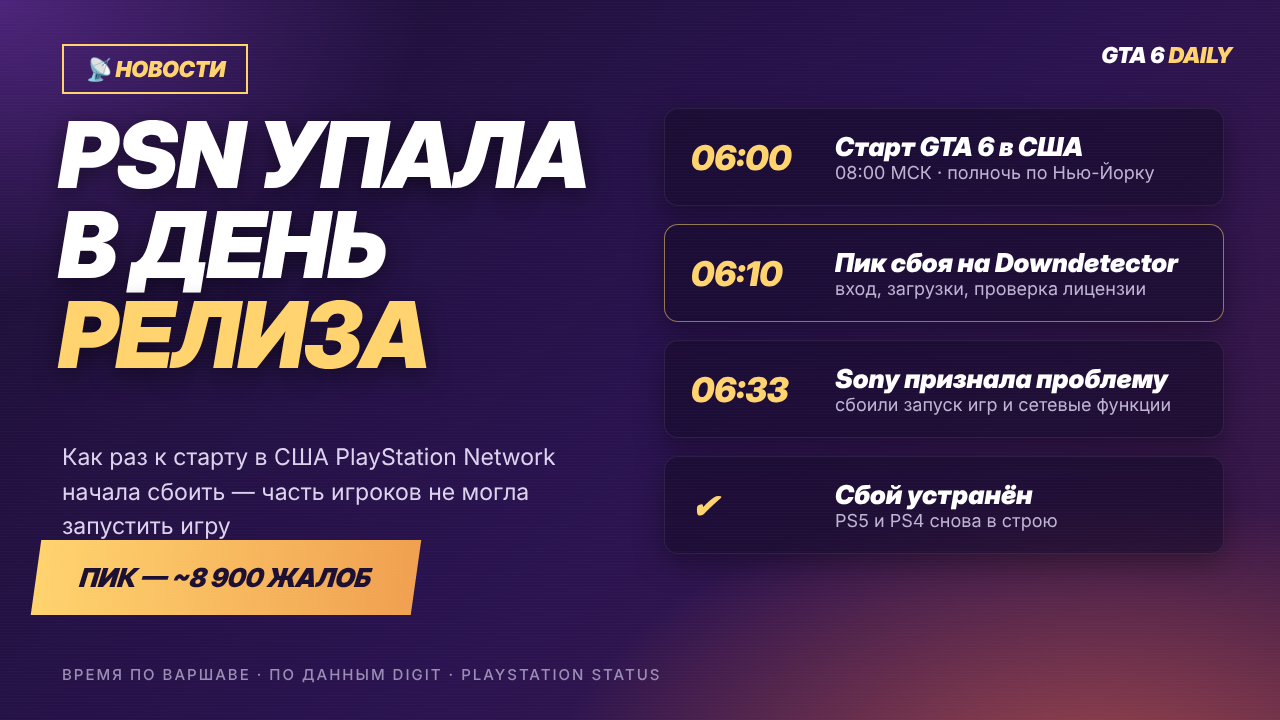 📡 НОВОСТИ
GTA 6 DAILY
PSN УПАЛА
В ДЕНЬ
РЕЛИЗА
Как раз к старту в США PlayStation Network
начала сбоить — часть игроков не могла
запустить игру
ПИК — ~8 900 ЖАЛОБ
06:00
Старт GTA 6 в США
08:00 МСК · полночь по Нью-Йорку
06:10
Пик сбоя на Downdetector
вход, загрузки, проверка лицензии
06:33
Sony признала проблему
сбоили запуск игр и сетевые функции
✔
Сбой устранён
PS5 и PS4 снова в строю
ВРЕМЯ ПО ВАРШАВЕ · ПО ДАННЫМ DIGIT · PLAYSTATION STATUS